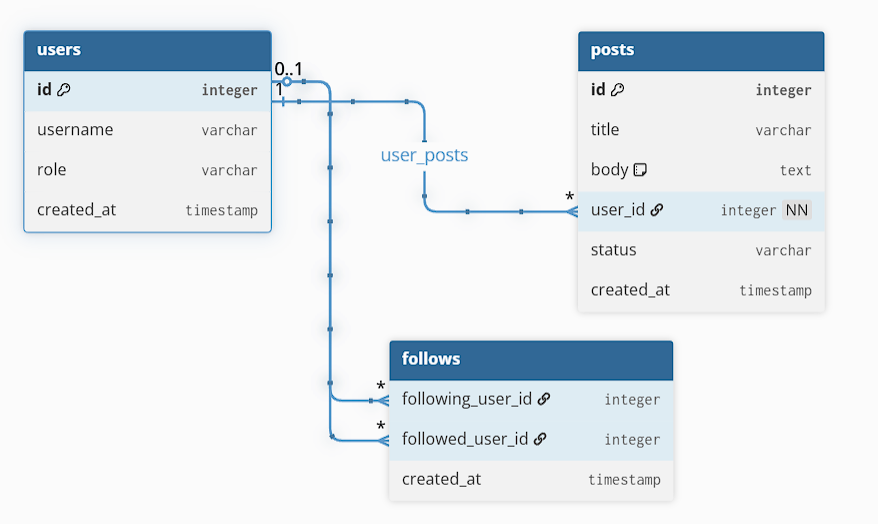 users
id integer
username varchar
role varchar
created_at timestamp
0..1
1
user_posts
*
posts
id integer
title varchar
body text
user_id integer NN
status varchar
created_at timestamp
follows
*
following_user_id integer
*
followed_user_id integer
created_at timestamp